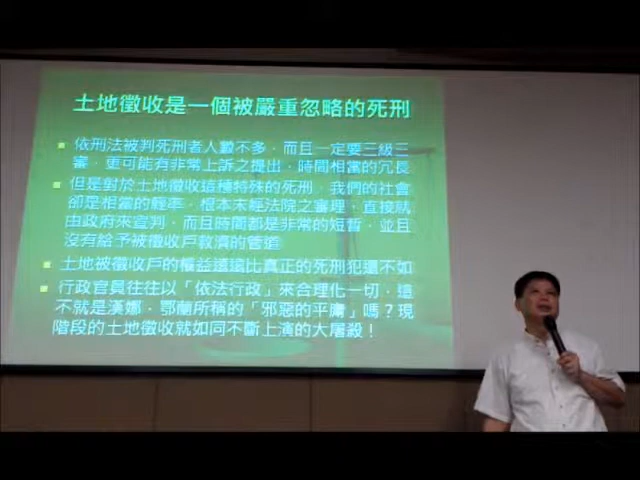 土地徵收是一個被嚴重忽略的死刑
依刑法被判死刑者人數不多，而且一定要三級三
審，更可能有非常上訴之提出，時間相當的冗長
但是對於土地徵收這種特殊的死刑，我們的社會
卻是相當的輕率，根本未經法院之審理，直接就
由政府來宣判，而且時間都是非常的短暫，並且
沒有給予被徵收戶救濟的管道
土地被徵收戶的權益遠遠比真正的死刑犯還不如
行政官員往往以「依法行政」來合理化一切，這
不就是漢娜．鄂蘭所稱的「邪惡的平庸」嗎？現
階段的土地徵收就如同不斷上演的大屠殺！